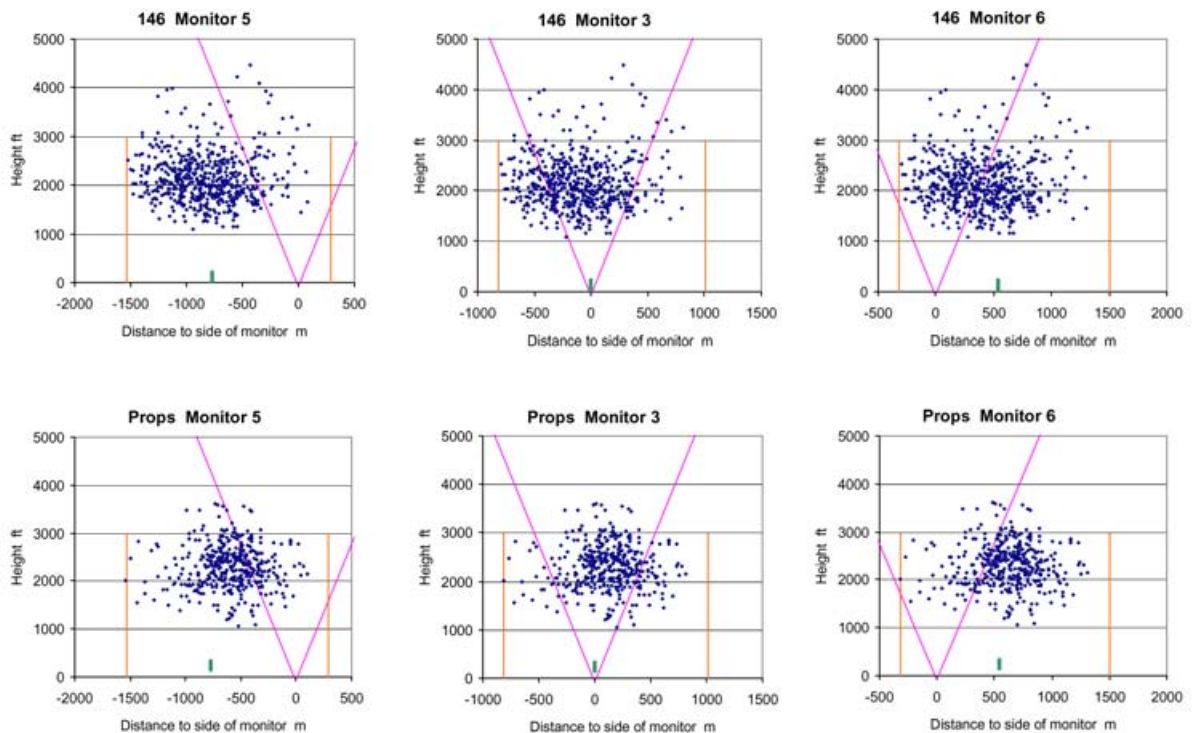 146 Monitor 5
5000
4000
3000
2000
1000
0
Height ft
-2000 -1500 -1000 -500 0 500
Distance to side of monitor m
146 Monitor 3
5000
4000
3000
2000
1000
0
Height ft
-1000 -500 0 500 1000 1500
Distance to side of monitor m
146 Monitor 6
5000
4000
3000
2000
1000
0
Height ft
-500 0 500 1000 1500 2000
Distance to side of monitor m
Props Monitor 5
5000
4000
3000
2000
1000
0
Height ft
-2000 -1500 -1000 -500 0 500
Distance to side of monitor m
Props Monitor 3
5000
4000
3000
2000
1000
0
Height ft
-1000 -500 0 500 1000 1500
Distance to side of monitor m
Props Monitor 6
5000
4000
3000
2000
1000
0
Height ft
-500 0 500 1000 1500 2000
Distance to side of monitor m